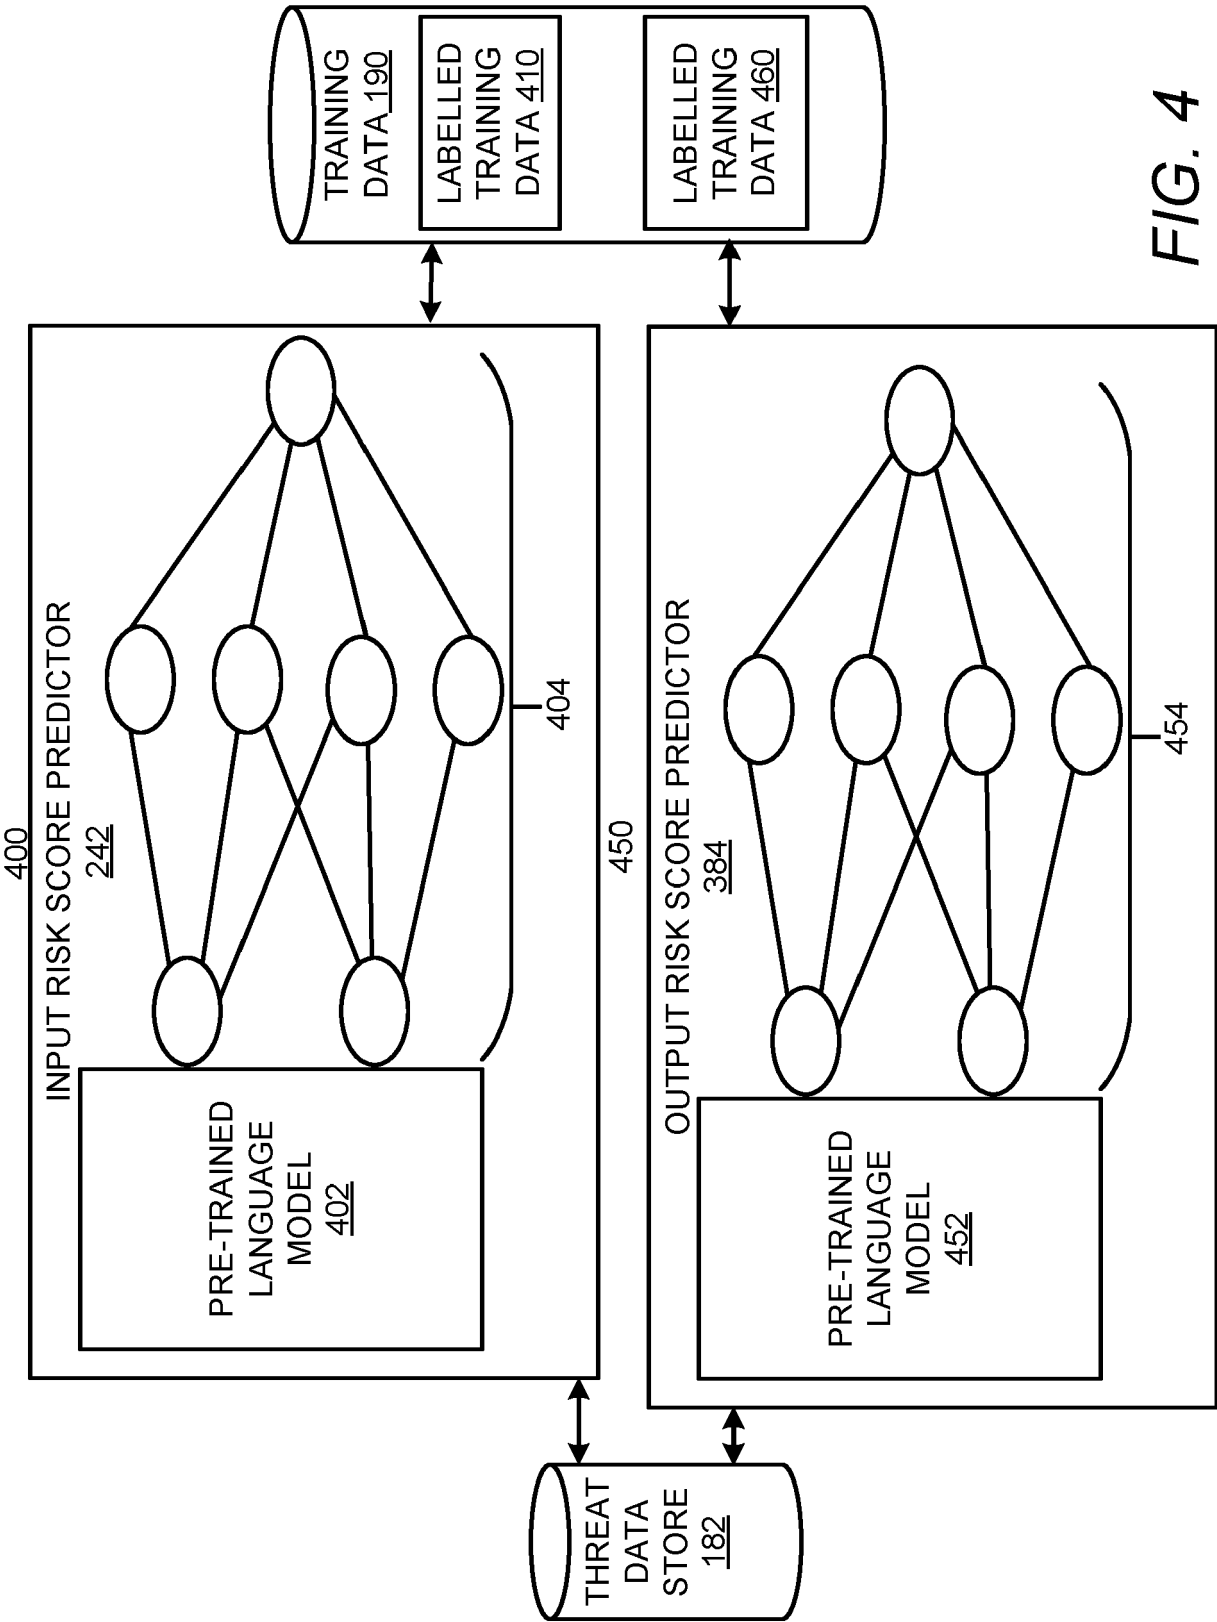 400
INPUT RISK SCORE PREDICTOR
242
PRE-TRAINED
LANGUAGE
MODEL
402
404
450
OUTPUT RISK SCORE PREDICTOR
384
PRE-TRAINED
LANGUAGE
MODEL
452
454
THREAT
DATA
STORE
182
TRAINING
DATA 190
LABELLED
TRAINING
DATA 410
LABELLED
TRAINING
DATA 460
FIG. 4